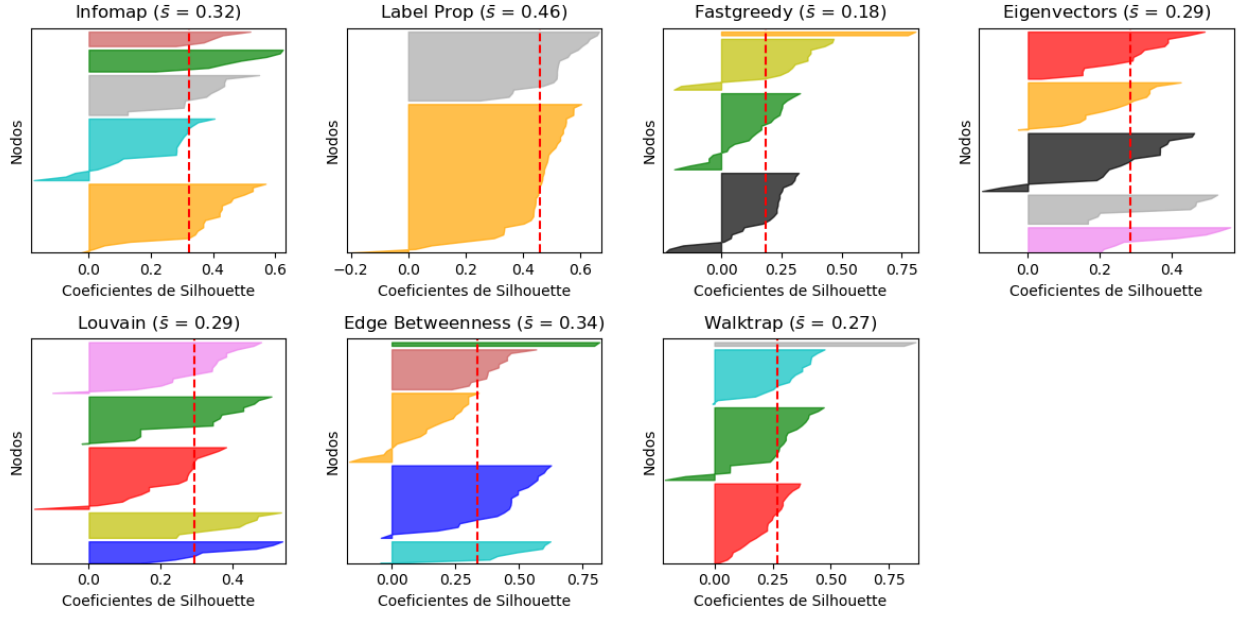 Infomap (s̄ = 0.32)
Nodos
0.0 0.2 0.4 0.6
Coeficientes de Silhouette
Label Prop (s̄ = 0.46)
Nodos
−0.2 0.0 0.2 0.4 0.6
Coeficientes de Silhouette
Fastgreedy (s̄ = 0.18)
Nodos
0.00 0.25 0.50 0.75
Coeficientes de Silhouette
Eigenvectors (s̄ = 0.29)
Nodos
0.0 0.2 0.4
Coeficientes de Silhouette
Louvain (s̄ = 0.29)
Nodos
0.0 0.2 0.4
Coeficientes de Silhouette
Edge Betweenness (s̄ = 0.34)
Nodos
0.00 0.25 0.50 0.75
Coeficientes de Silhouette
Walktrap (s̄ = 0.27)
Nodos
0.00 0.25 0.50 0.75
Coeficientes de Silhouette